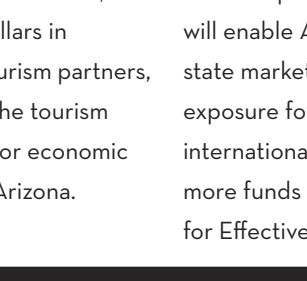 llars in
urism partners,
he tourism
or economic
Arizona.
will enable
state market
exposure fo
internationa
more funds
for Effective